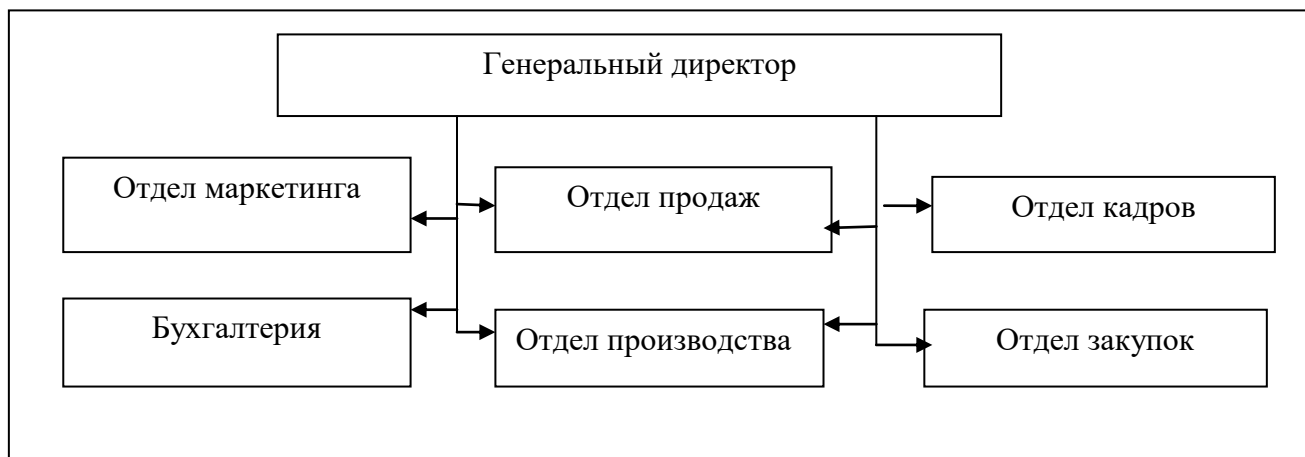 Генеральный директор
Отдел маркетинга
Отдел продаж
Отдел кадров
Бухгалтерия
Отдел производства
Отдел закупок